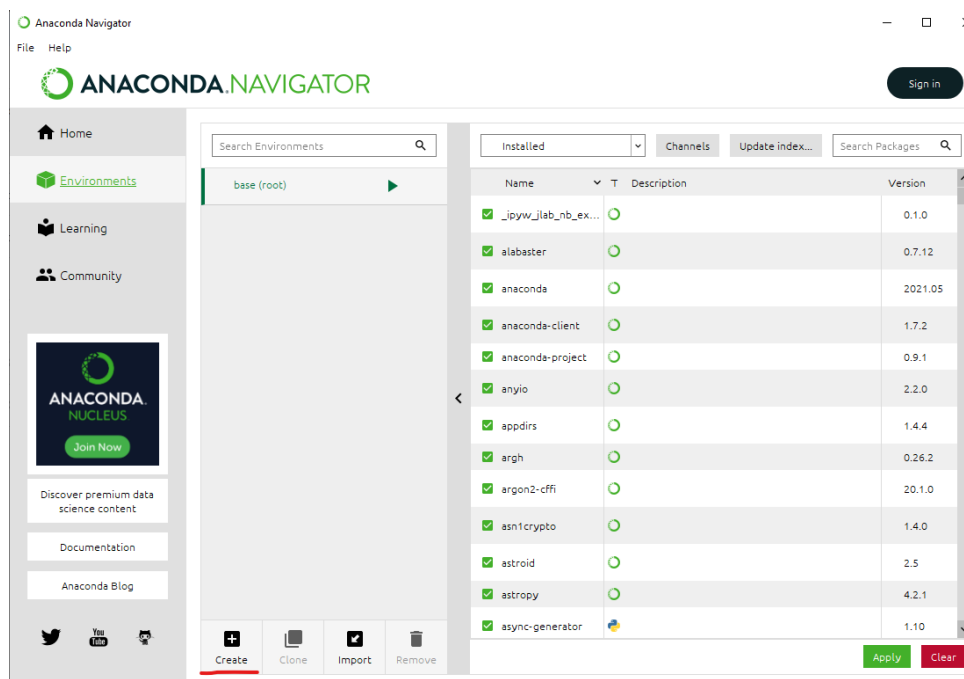 Anaconda Navigator
File Help
ANACONDA.NAVIGATOR
Sign in
Home
Environments
Learning
Community
ANACONDA.
NUCLEUS
Join Now
Discover premium data
science content
Documentation
Anaconda Blog
You
Tube
Search Environments
base (root)
Create Clone Import Remove
Installed Channels Update index... Search Packages
Name T Description Version
_ipyw_jlab_nb_ex... 0.1.0
alabaster 0.7.12
anaconda 2021.05
anaconda-client 1.7.2
anaconda-project 0.9.1
anyio 2.2.0
appdirs 1.4.4
argh 0.26.2
argon2-cffi 20.1.0
asn1crypto 1.4.0
astroid 2.5
astropy 4.2.1
async-generator 1.10
Apply Clear